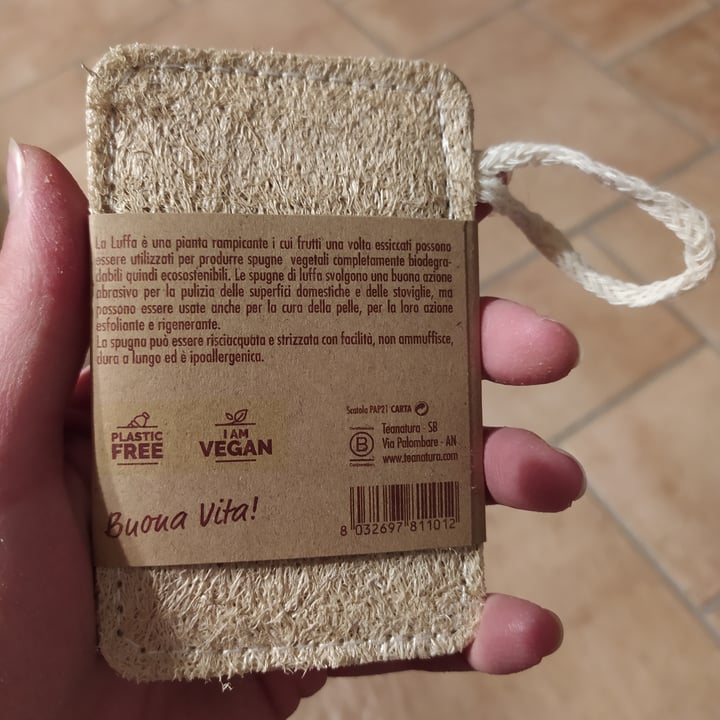 La Luffa è una pianta rampicante i cui frutti una volta essiccati possono
essere utilizzati per produrre spugne vegetali completamente biodegra-
dabili quindi ecosostenibili. Le spugne di luffa svolgono una buona azione
abrasivo per la pulizia delle superfici domestiche e delle stoviglie, ma
possono essere usate anche per la cura della pelle, per la loro azione
esfoliante e rigenerante.
La spugna può essere risciacquata e strizzata con facilità, non ammuffisce,
dura a lungo ed è ipoallergenica.
Scatola PAP21 CARTA
PLASTIC
FREE
I AM
VEGAN
B
Teanatura - SB
Via Palombare - AN
www.teanatura.com
Buona Vita!
8 032697 811012